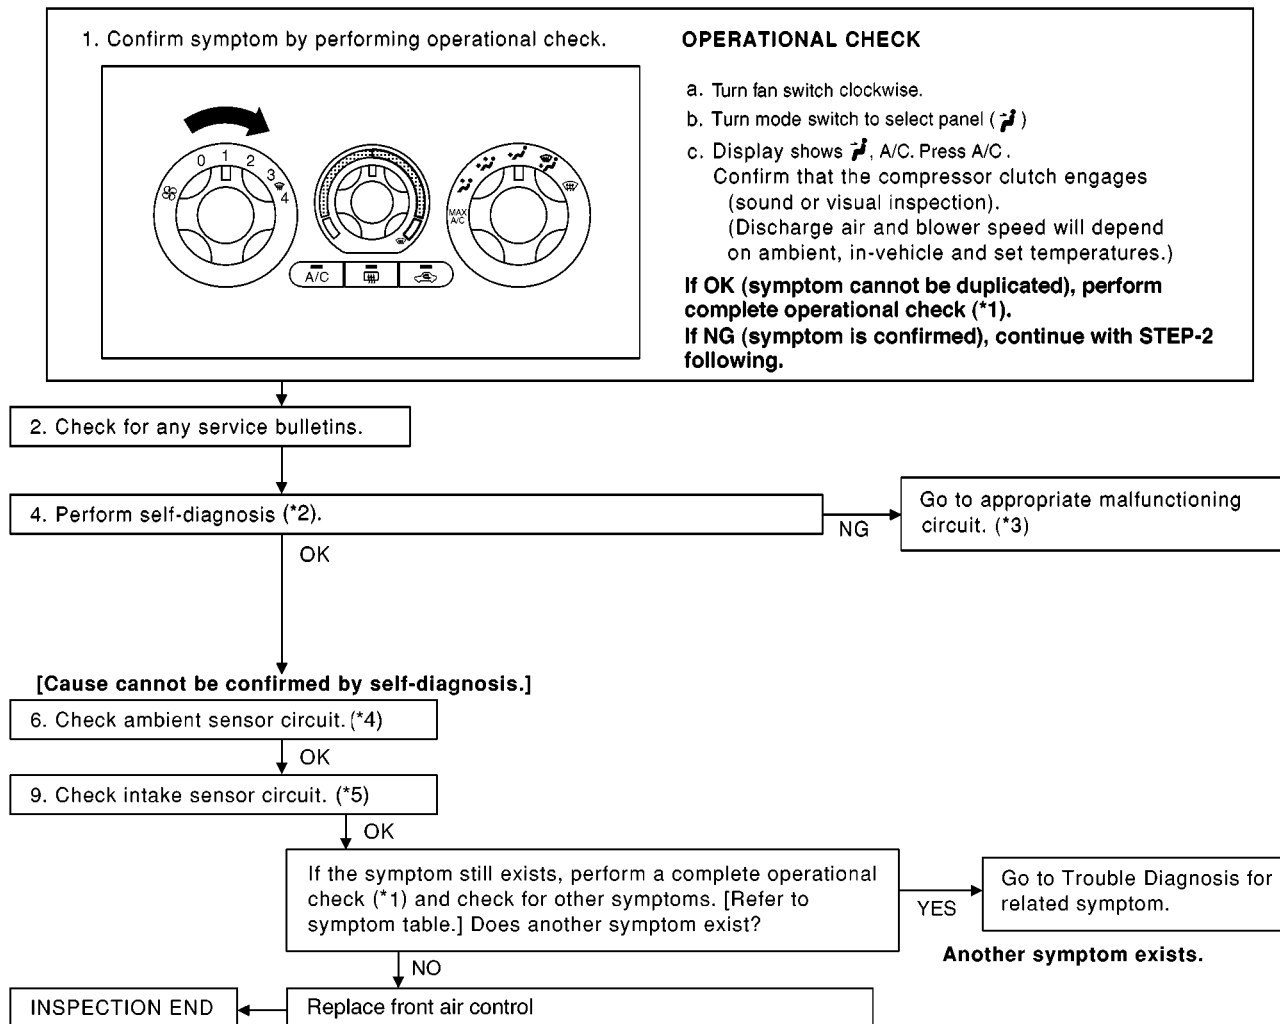 1. Confirm symptom by performing operational check.
0 1 2 3 4
MAX
A/C
A/C
OPERATIONAL CHECK
a. Turn fan switch clockwise.
b. Turn mode switch to select panel ( )
c. Display shows , A/C. Press A/C .
Confirm that the compressor clutch engages
(sound or visual inspection).
(Discharge air and blower speed will depend
on ambient, in-vehicle and set temperatures.)
If OK (symptom cannot be duplicated), perform
complete operational check (*1).
If NG (symptom is confirmed), continue with STEP-2
following.
2. Check for any service bulletins.
4. Perform self-diagnosis (*2).
NG
Go to appropriate malfunctioning
circuit. (*3)
OK
[Cause cannot be confirmed by self-diagnosis.]
6. Check ambient sensor circuit. (*4)
OK
9. Check intake sensor circuit. (*5)
OK
If the symptom still exists, perform a complete operational
check (*1) and check for other symptoms. [Refer to
symptom table.] Does another symptom exist?
YES
Go to Trouble Diagnosis for
related symptom.
Another symptom exists.
NO
Replace front air control
INSPECTION END